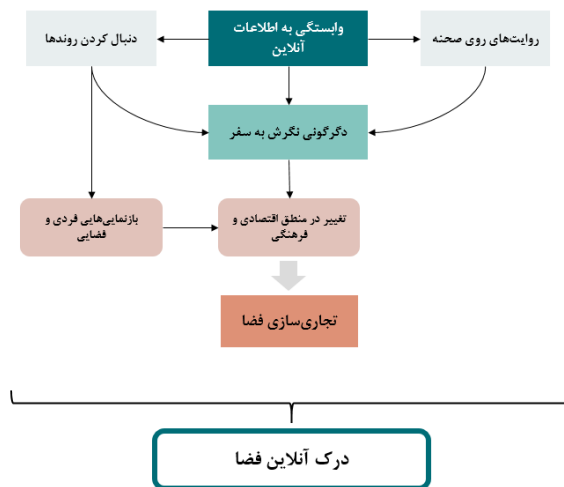 روایت‌های روی صحنه
وابستگی به اطلاعات
آنلاین
دنبال کردن روندها
دگرگونی نگرش به سفر
تغییر در منطق اقتصادی و
فرهنگی
بازنمایی‌هایی فردی و
فضایی
تجاری‌سازی فضا
درک آنلاین فضا